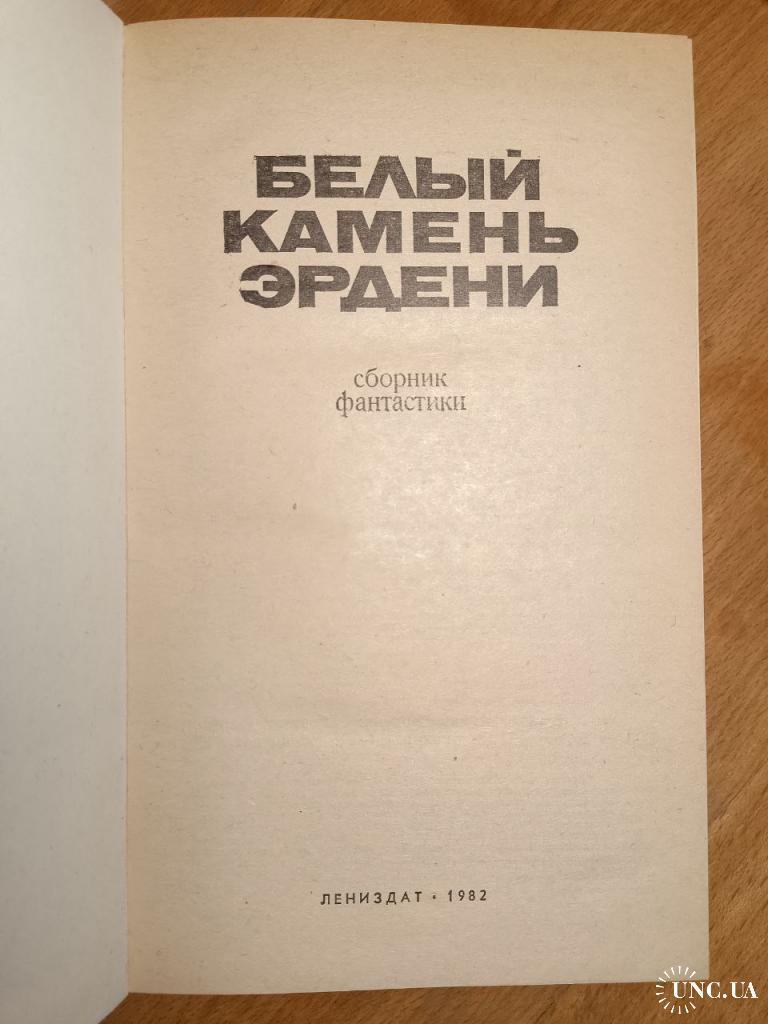 БЕЛЫЙ
КАМЕНЬ
ЭРДЕНИ
сборник
фантастики
ЛЕНИЗДАТ · 1982
UNC.UA